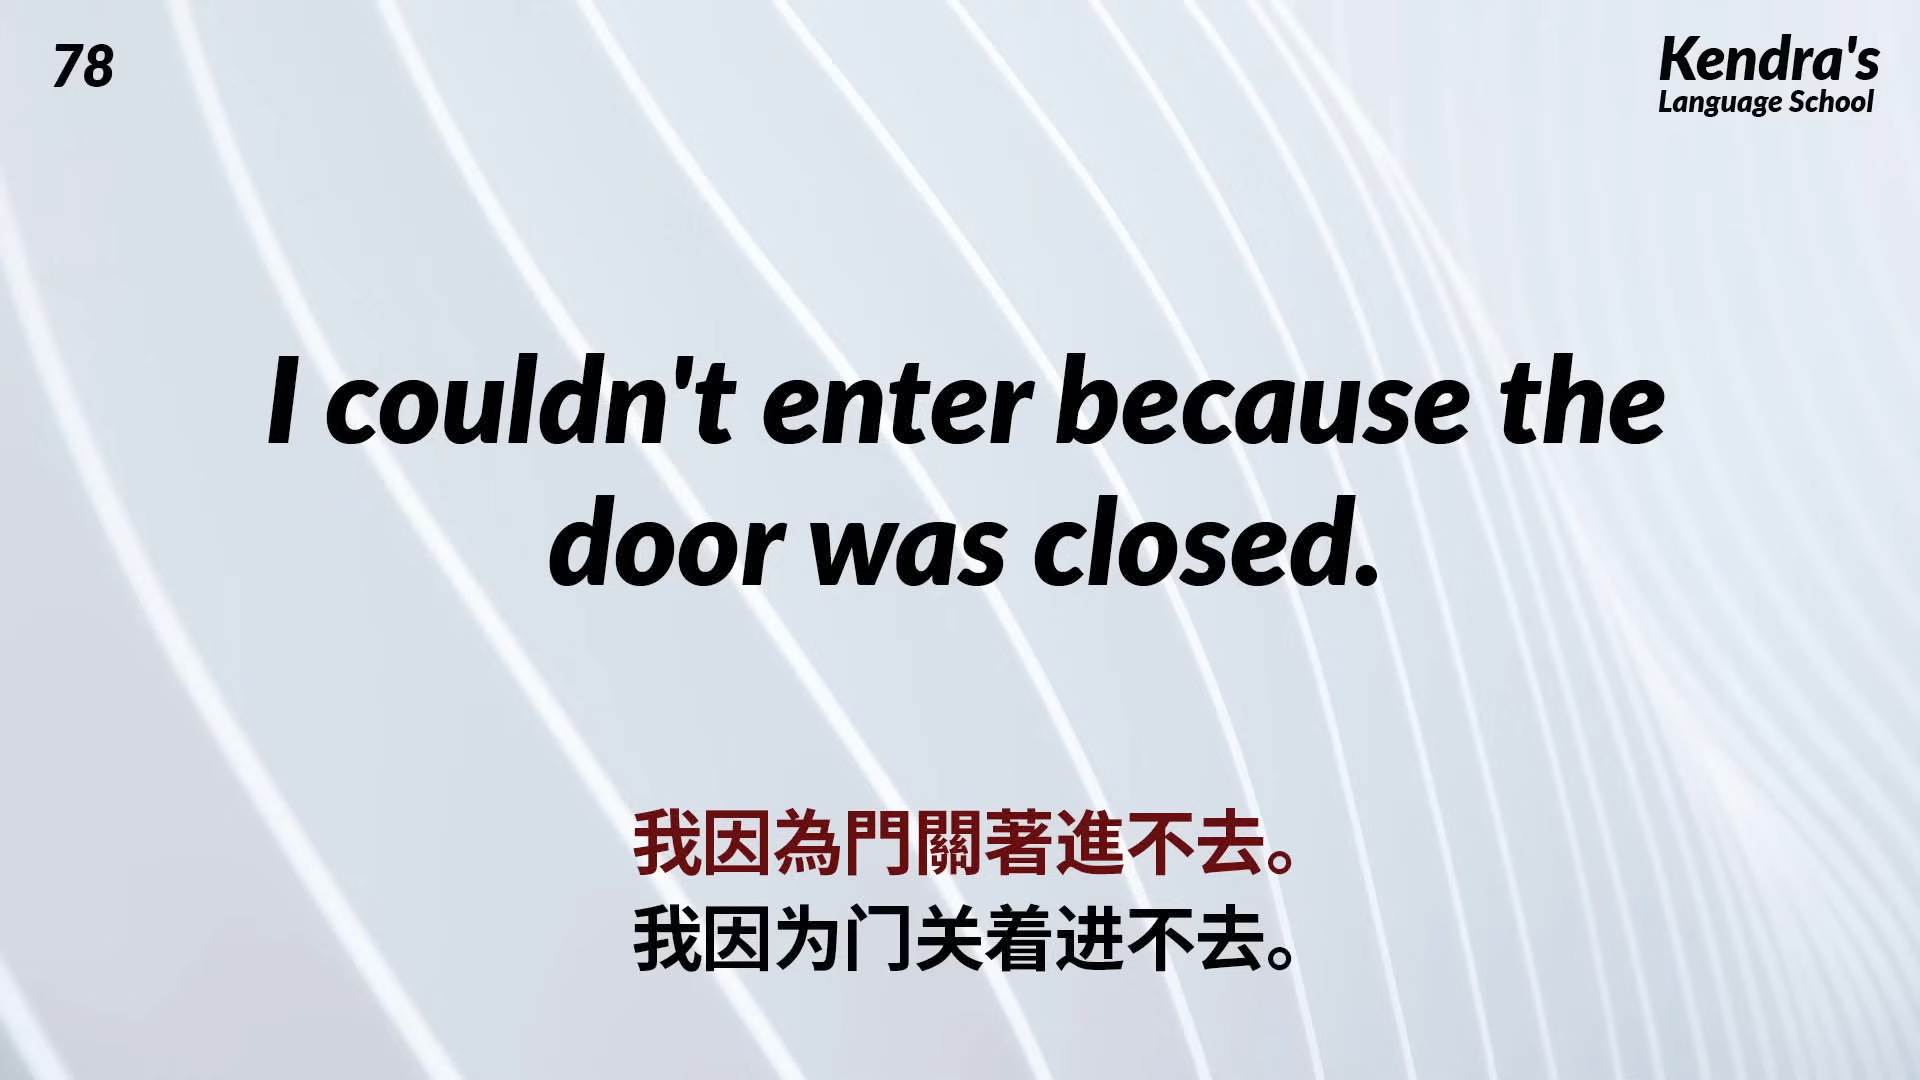 78
Kendra's
Language School
I couldn't enter because the
door was closed.
我因為門關著進不去。
我因为门关着进不去。